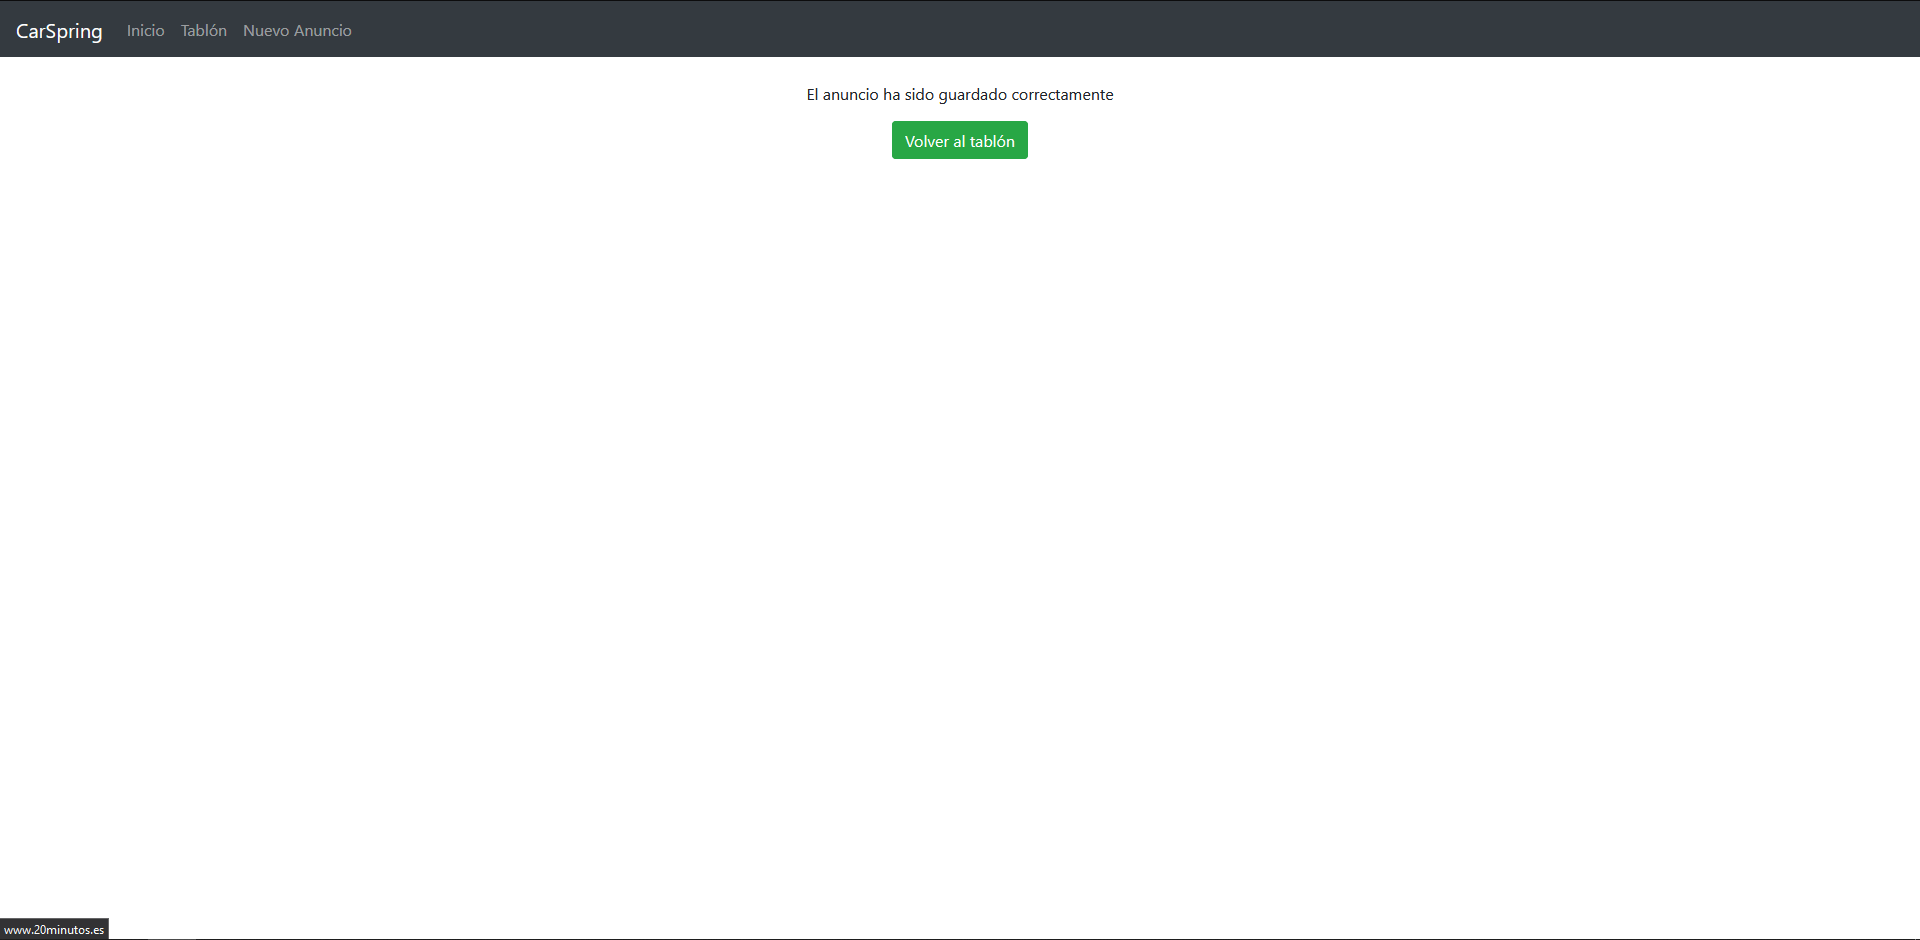 CarSpring Inicio Tablón Nuevo Anuncio
El anuncio ha sido guardado correctamente
Volver al tablón
www.20minutos.es